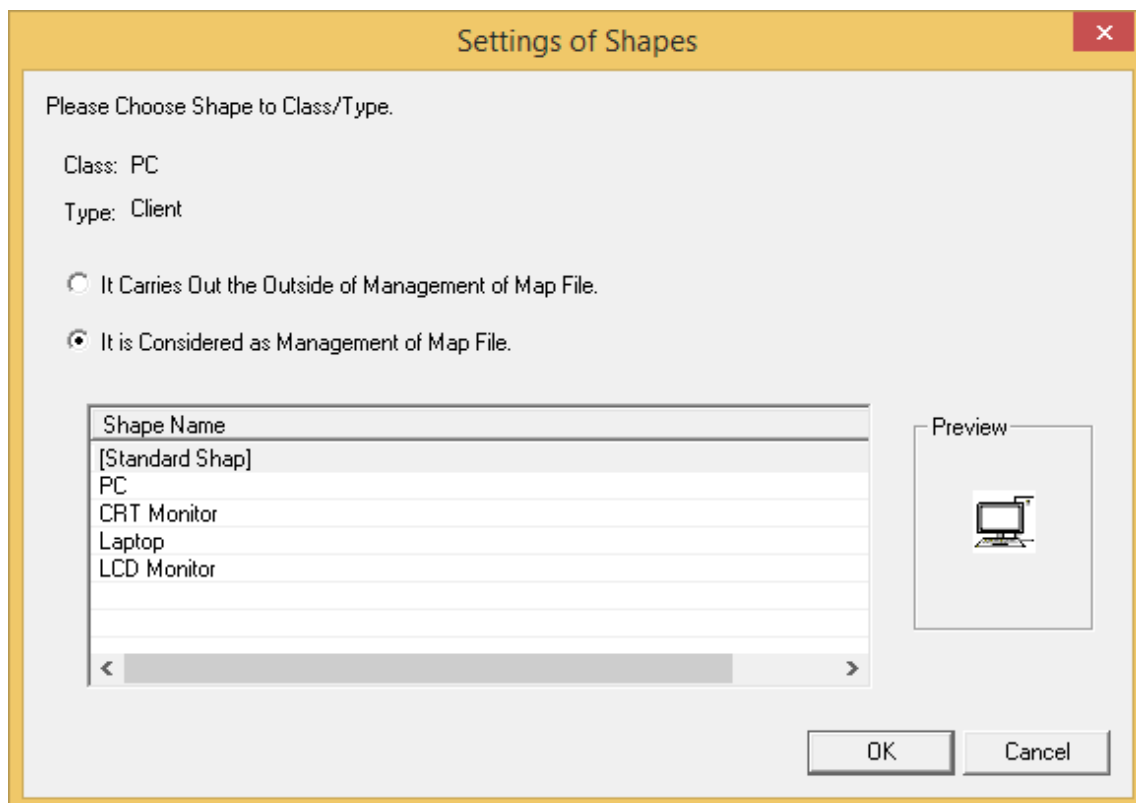 Settings of Shapes
Please Choose Shape to Class/Type.
Class: PC
Type: Client
It Carries Out the Outside of Management of Map File.
It is Considered as Management of Map File.
Shape Name
[Standard Shap]
PC
CRT Monitor
Laptop
LCD Monitor
Preview
OK
Cancel